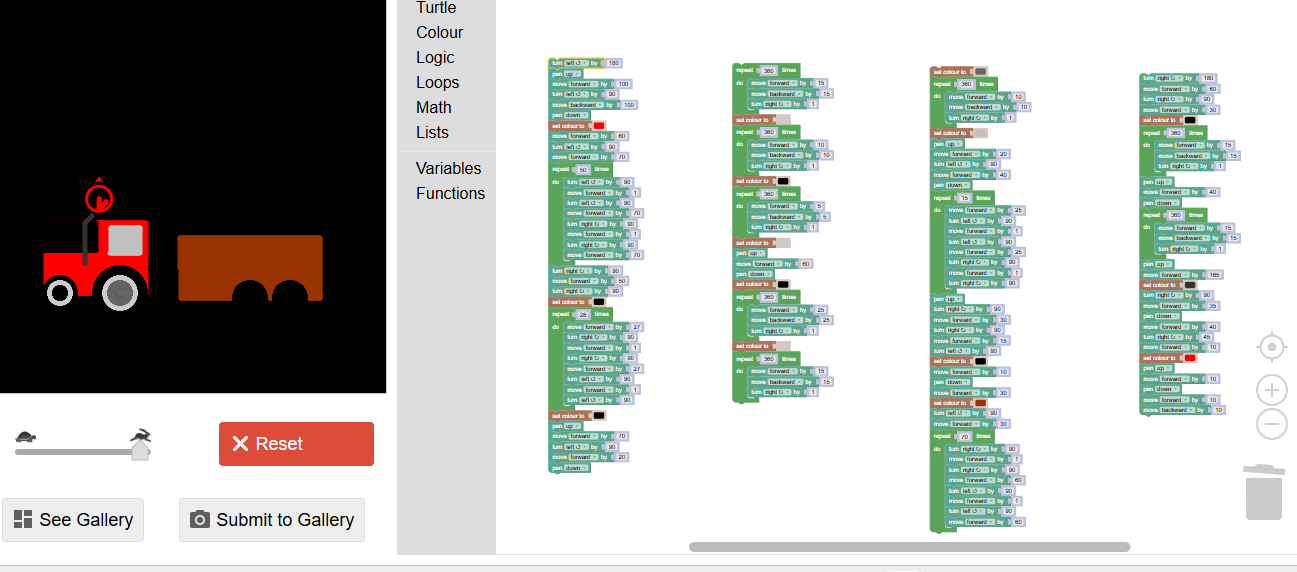 Turtle
Colour
Logic
Loops
Math
Lists
Variables
Functions
Reset
See Gallery
Submit to Gallery
turn left ↺ by 180
pen up
move forward by 100
turn left ↺ by 90
move backward by 100
pen down
set colour to
move forward by 60
turn left ↺ by 90
move forward by 70
repeat 50 times
do turn left ↺ by 90
move forward by 1
turn left ↺ by 90
move forward by 70
turn right ↻ by 90
move forward by 1
turn right ↻ by 90
move forward by 70
turn right ↻ by 90
move forward by 50
turn right ↻ by 90
set colour to
repeat 28 times
do move forward by 27
turn right ↻ by 90
move forward by 1
turn right ↻ by 90
move forward by 27
turn left ↺ by 90
move forward by 1
turn left ↺ by 90
set colour to
pen up
move forward by 70
turn left ↺ by 90
move forward by 20
pen down
repeat 360 times
do move forward by 15
move backward by 15
turn right ↻ by 1
set colour to
repeat 360 times
do move forward by 10
move backward by 10
turn right ↻ by 1
set colour to
repeat 360 times
do move forward by 5
move backward by 5
turn right ↻ by 1
set colour to
pen up
move forward by 60
pen down
set colour to
repeat 360 times
do move forward by 25
move backward by 25
turn right ↻ by 1
set colour to
repeat 360 times
do move forward by 15
move backward by 15
turn right ↻ by 1
set colour to
repeat 360 times
do move forward by 10
move backward by 10
turn right ↻ by 1
set colour to
pen up
move forward by 20
turn left ↺ by 90
move forward by 40
pen down
repeat 15 times
do move forward by 25
turn left ↺ by 90
move forward by 1
turn left ↺ by 90
move forward by 25
turn right ↻ by 90
move forward by 1
turn right ↻ by 90
pen up
turn right ↻ by 90
move forward by 30
turn right ↻ by 90
move forward by 15
turn left ↺ by 90
set colour to
move forward by 10
pen down
move forward by 30
set colour to
turn left ↺ by 90
move forward by 30
repeat 70 times
do turn right ↻ by 90
move forward by 1
turn right ↻ by 90
move forward by 60
turn left ↺ by 90
move forward by 1
turn left ↺ by 90
move forward by 60
turn right ↻ by 180
move forward by 60
turn right ↻ by 90
move forward by 30
set colour to
repeat 360 times
do move forward by 15
move backward by 15
turn right ↻ by 1
pen up
move forward by 40
pen down
repeat 360 times
do move forward by 15
move backward by 15
turn right ↻ by 1
pen up
move forward by 165
set colour to
turn right ↻ by 90
move forward by 35
pen down
move forward by 40
turn right ↻ by 45
move forward by 10
set colour to
pen up
move forward by 10
pen down
move forward by 10
move backward by 10